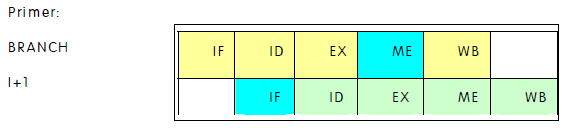 Primer:
BRANCH IF ID EX ME WB
I+1 IF ID EX ME WB